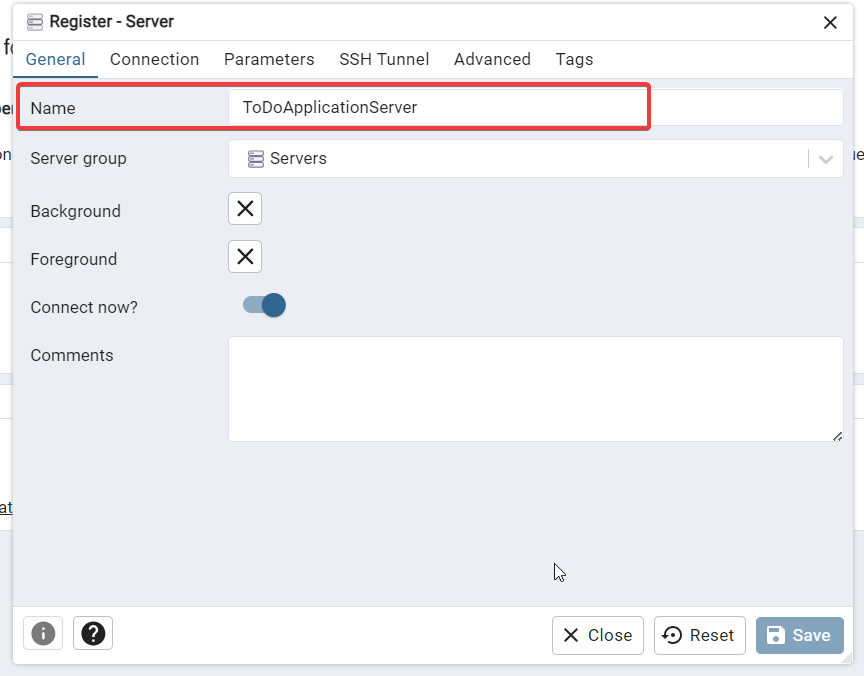 Register - Server
General Connection Parameters SSH Tunnel Advanced Tags
Name ToDoApplicationServer
Server group Servers
Background
Foreground
Connect now?
Comments
Close Reset Save